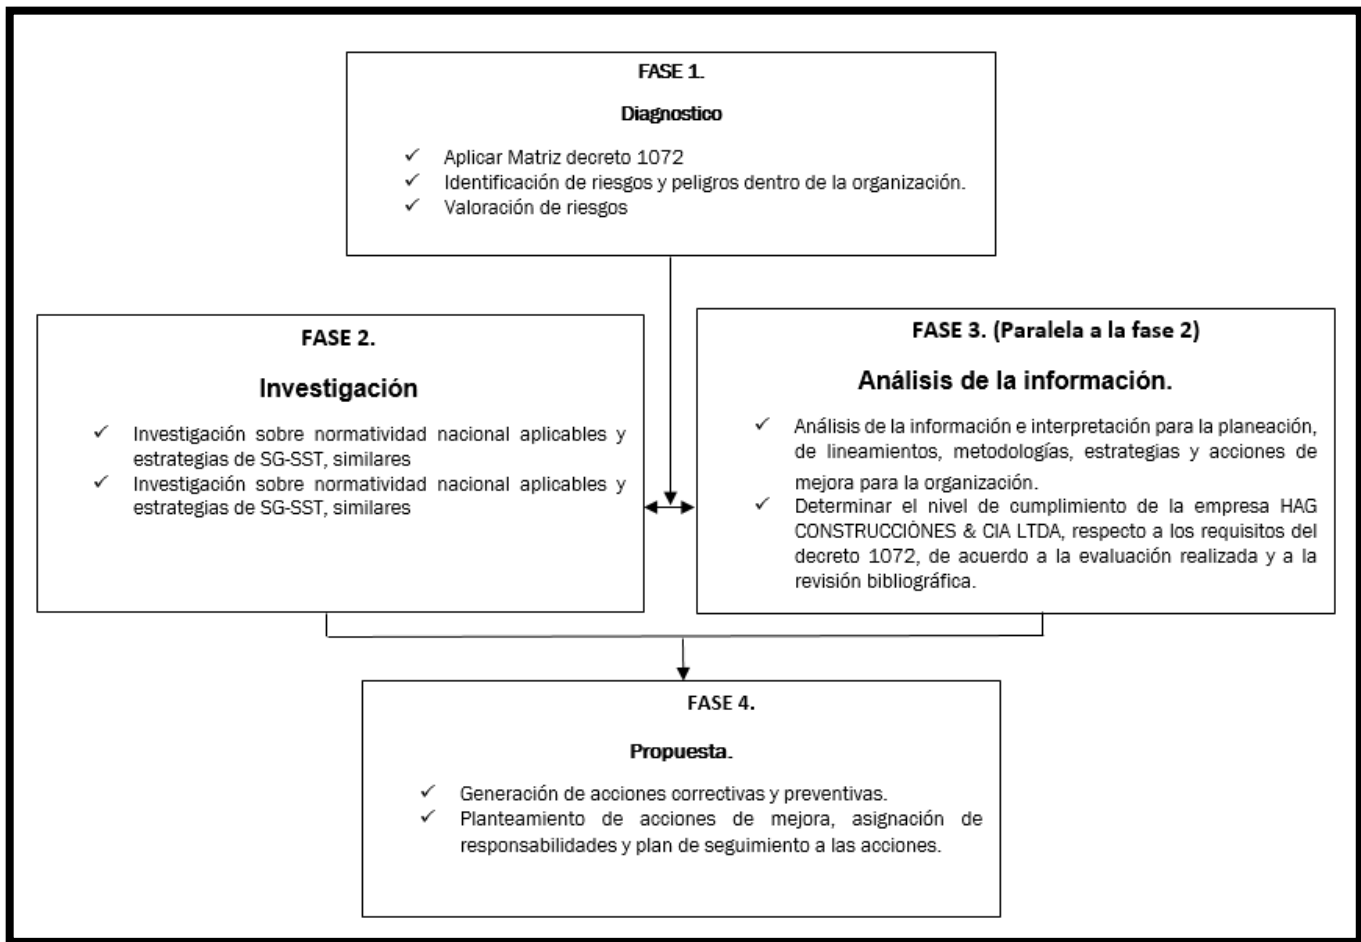 FASE 1.
Diagnostico
✓ Aplicar Matriz decreto 1072
✓ Identificación de riesgos y peligros dentro de la organización.
✓ Valoración de riesgos
FASE 2.
Investigación
✓ Investigación sobre normatividad nacional aplicables y
estrategias de SG-SST, similares
✓ Investigación sobre normatividad nacional aplicables y
estrategias de SG-SST, similares
FASE 3. (Paralela a la fase 2)
Análisis de la información.
✓ Análisis de la información e interpretación para la planeación,
de lineamientos, metodologías, estrategias y acciones de
mejora para la organización.
✓ Determinar el nivel de cumplimiento de la empresa HAG
CONSTRUCCIÓNES & CIA LTDA, respecto a los requisitos del
decreto 1072, de acuerdo a la evaluación realizada y a la
revisión bibliográfica.
FASE 4.
Propuesta.
✓ Generación de acciones correctivas y preventivas.
✓ Planteamiento de acciones de mejora, asignación de
responsabilidades y plan de seguimiento a las acciones.